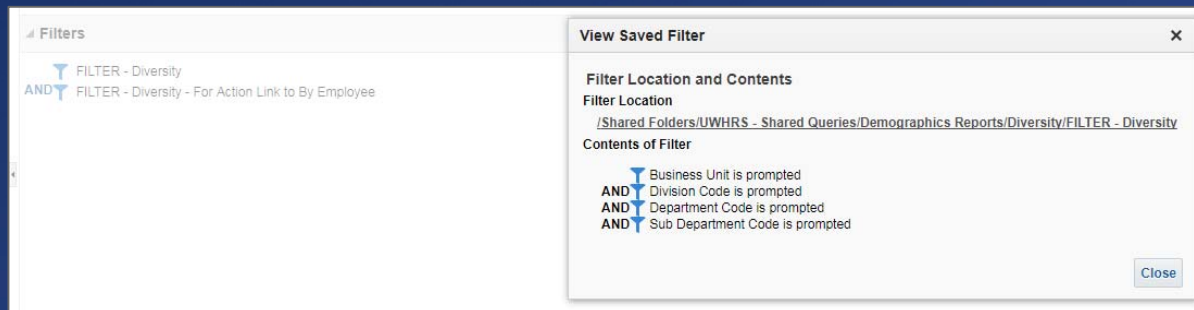 Filters
FILTER - Diversity
AND FILTER - Diversity - For Action Link to By Employee
View Saved Filter
Filter Location and Contents
Filter Location
/Shared Folders/UWHRS - Shared Queries/Demographics Reports/Diversity/FILTER - Diversity
Contents of Filter
Business Unit is prompted
AND Division Code is prompted
AND Department Code is prompted
AND Sub Department Code is prompted
Close